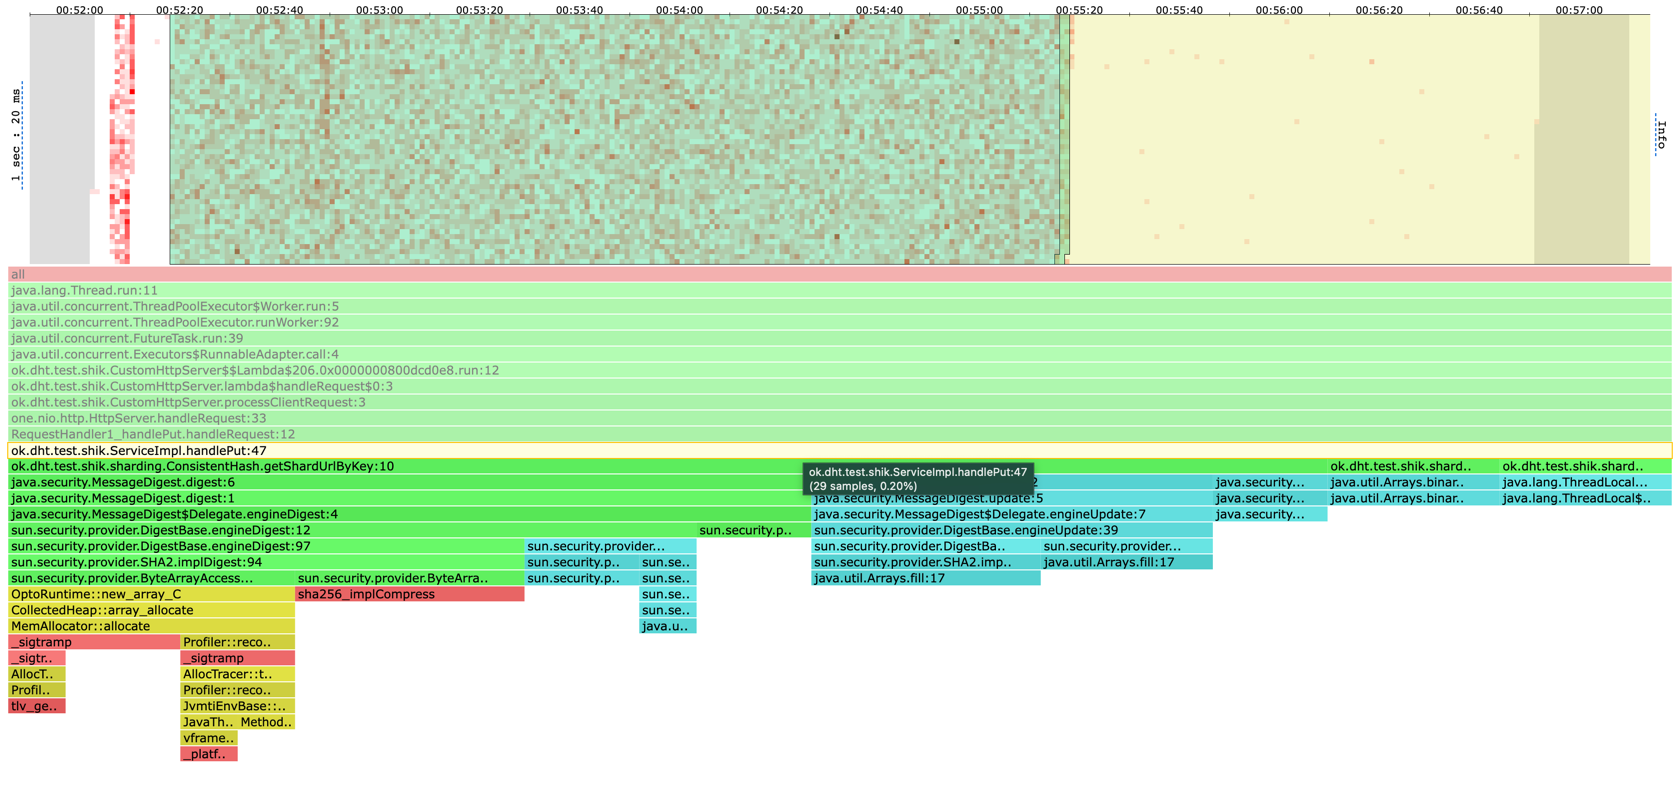 00:52:00 00:52:20 00:52:40 00:53:00 00:53:20 00:53:40 00:54:00 00:54:20 00:54:40 00:55:00 00:55:20 00:55:40 00:56:00 00:56:20 00:56:40 00:57:00
1 sec : 20 ms
Info
all
java.lang.Thread.run:11
java.util.concurrent.ThreadPoolExecutor$Worker.run:5
java.util.concurrent.ThreadPoolExecutor.runWorker:92
java.util.concurrent.FutureTask.run:39
java.util.concurrent.Executors$RunnableAdapter.call:4
ok.dht.test.shik.CustomHttpServer$$Lambda$206.0x0000000800dcd0e8.run:12
ok.dht.test.shik.CustomHttpServer.lambda$handleRequest$0:3
ok.dht.test.shik.CustomHttpServer.processClientRequest:3
one.nio.http.HttpServer.handleRequest:33
RequestHandler1_handlePut.handleRequest:12
ok.dht.test.shik.ServiceImpl.handlePut:47
ok.dht.test.shik.sharding.ConsistentHash.getShardUrlByKey:10 ok.dht.test.shik.shard.. ok.dht.test.shik.shard..
ok.dht.test.shik.ServiceImpl.handlePut:47
(29 samples, 0.20%)
java.security.MessageDigest.digest:6 2 java.security... java.util.Arrays.binar.. java.lang.ThreadLocal...
java.security.MessageDigest.digest:1 java.security.MessageDigest.update:5 java.security... java.util.Arrays.binar.. java.lang.ThreadLocal$..
java.security.MessageDigest$Delegate.engineDigest:4 java.security.MessageDigest$Delegate.engineUpdate:7 java.security...
sun.security.provider.DigestBase.engineDigest:12 sun.security.p.. sun.security.provider.DigestBase.engineUpdate:39
sun.security.provider.DigestBase.engineDigest:97 sun.security.provider... sun.security.provider.DigestBa.. sun.security.provider...
sun.security.provider.SHA2.implDigest:94 sun.security.p.. sun.se.. sun.security.provider.SHA2.imp.. java.util.Arrays.fill:17
sun.security.provider.ByteArrayAccess... sun.security.provider.ByteArra.. sun.security.p.. sun.se.. java.util.Arrays.fill:17
OptoRuntime::new_array_C sha256_implCompress sun.se..
CollectedHeap::array_allocate sun.se..
MemAllocator::allocate java.u..
_sigtramp Profiler::reco..
_sigtr.. _sigtramp
AllocT.. AllocTracer::t..
Profil.. Profiler::reco..
tlv_ge.. JvmtiEnvBase::..
JavaTh.. Method..
vframe..
_platf..